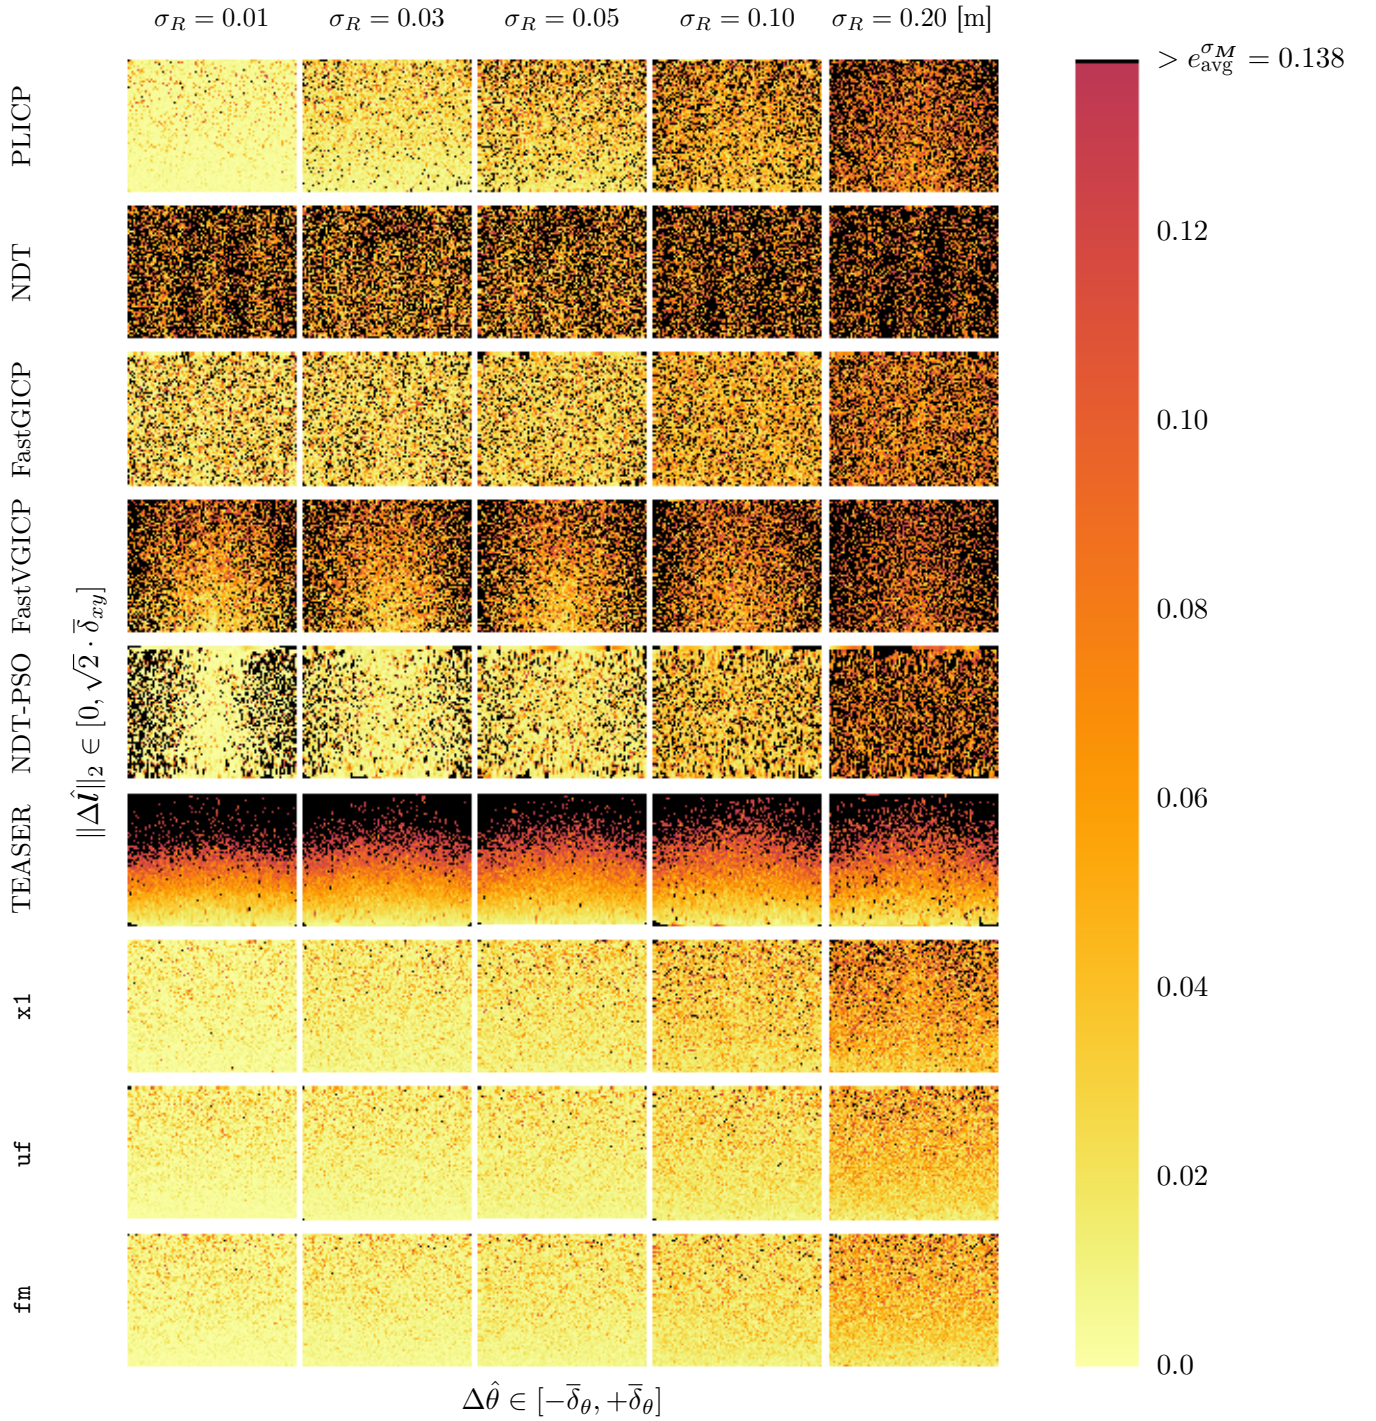 σ_R = 0.01 σ_R = 0.03 σ_R = 0.05 σ_R = 0.10 σ_R = 0.20 [m]
> e_avg^σ_M = 0.138
0.12
0.10
0.08
0.06
0.04
0.02
0.0
PLICP
NDT
FastGICP
FastVGICP
NDT-PSO
TEASER
x1
uf
fm
‖Δl̂‖₂ ∈ [0, √2 · δ̅_xy]
Δθ̂ ∈ [−δ̅_θ, +δ̅_θ]